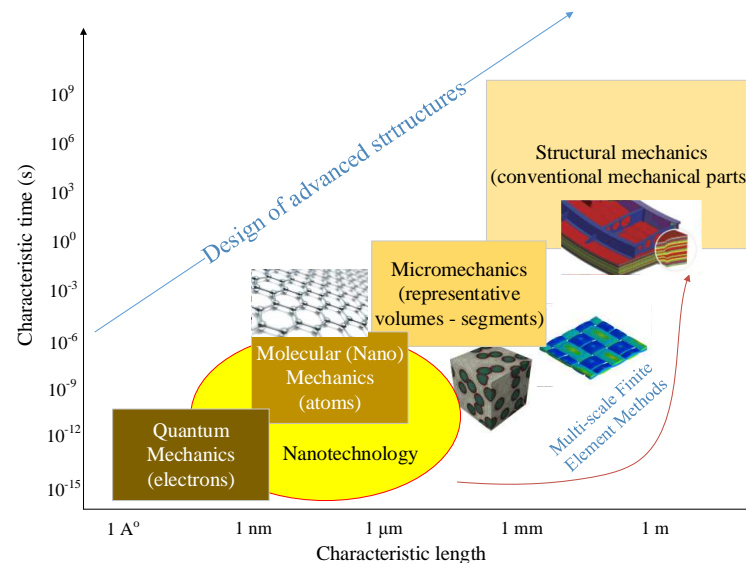 Characteristic time (s)
10⁹
10⁶
10³
10⁰
10⁻³
10⁻⁶
10⁻⁹
10⁻¹²
10⁻¹⁵
Design of advanced strtructures
Structural mechanics
(conventional mechanical parts
Micromechanics
(representative
volumes - segments)
Molecular (Nano)
Mechanics
(atoms)
Quantum
Mechanics
(electrons)
Nanotechnology
Multi-scale Finite
Element Methods
1 Aᵒ
1 nm
1 μm
1 mm
1 m
Characteristic length